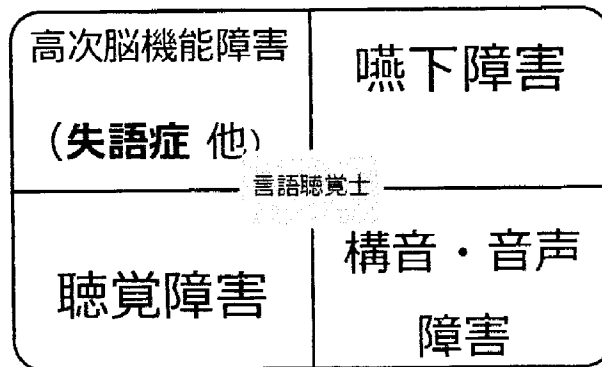 高次脳機能障害
(失語症 他)
嚥下障害
言語聴覚士
聴覚障害
構音・音声
障害